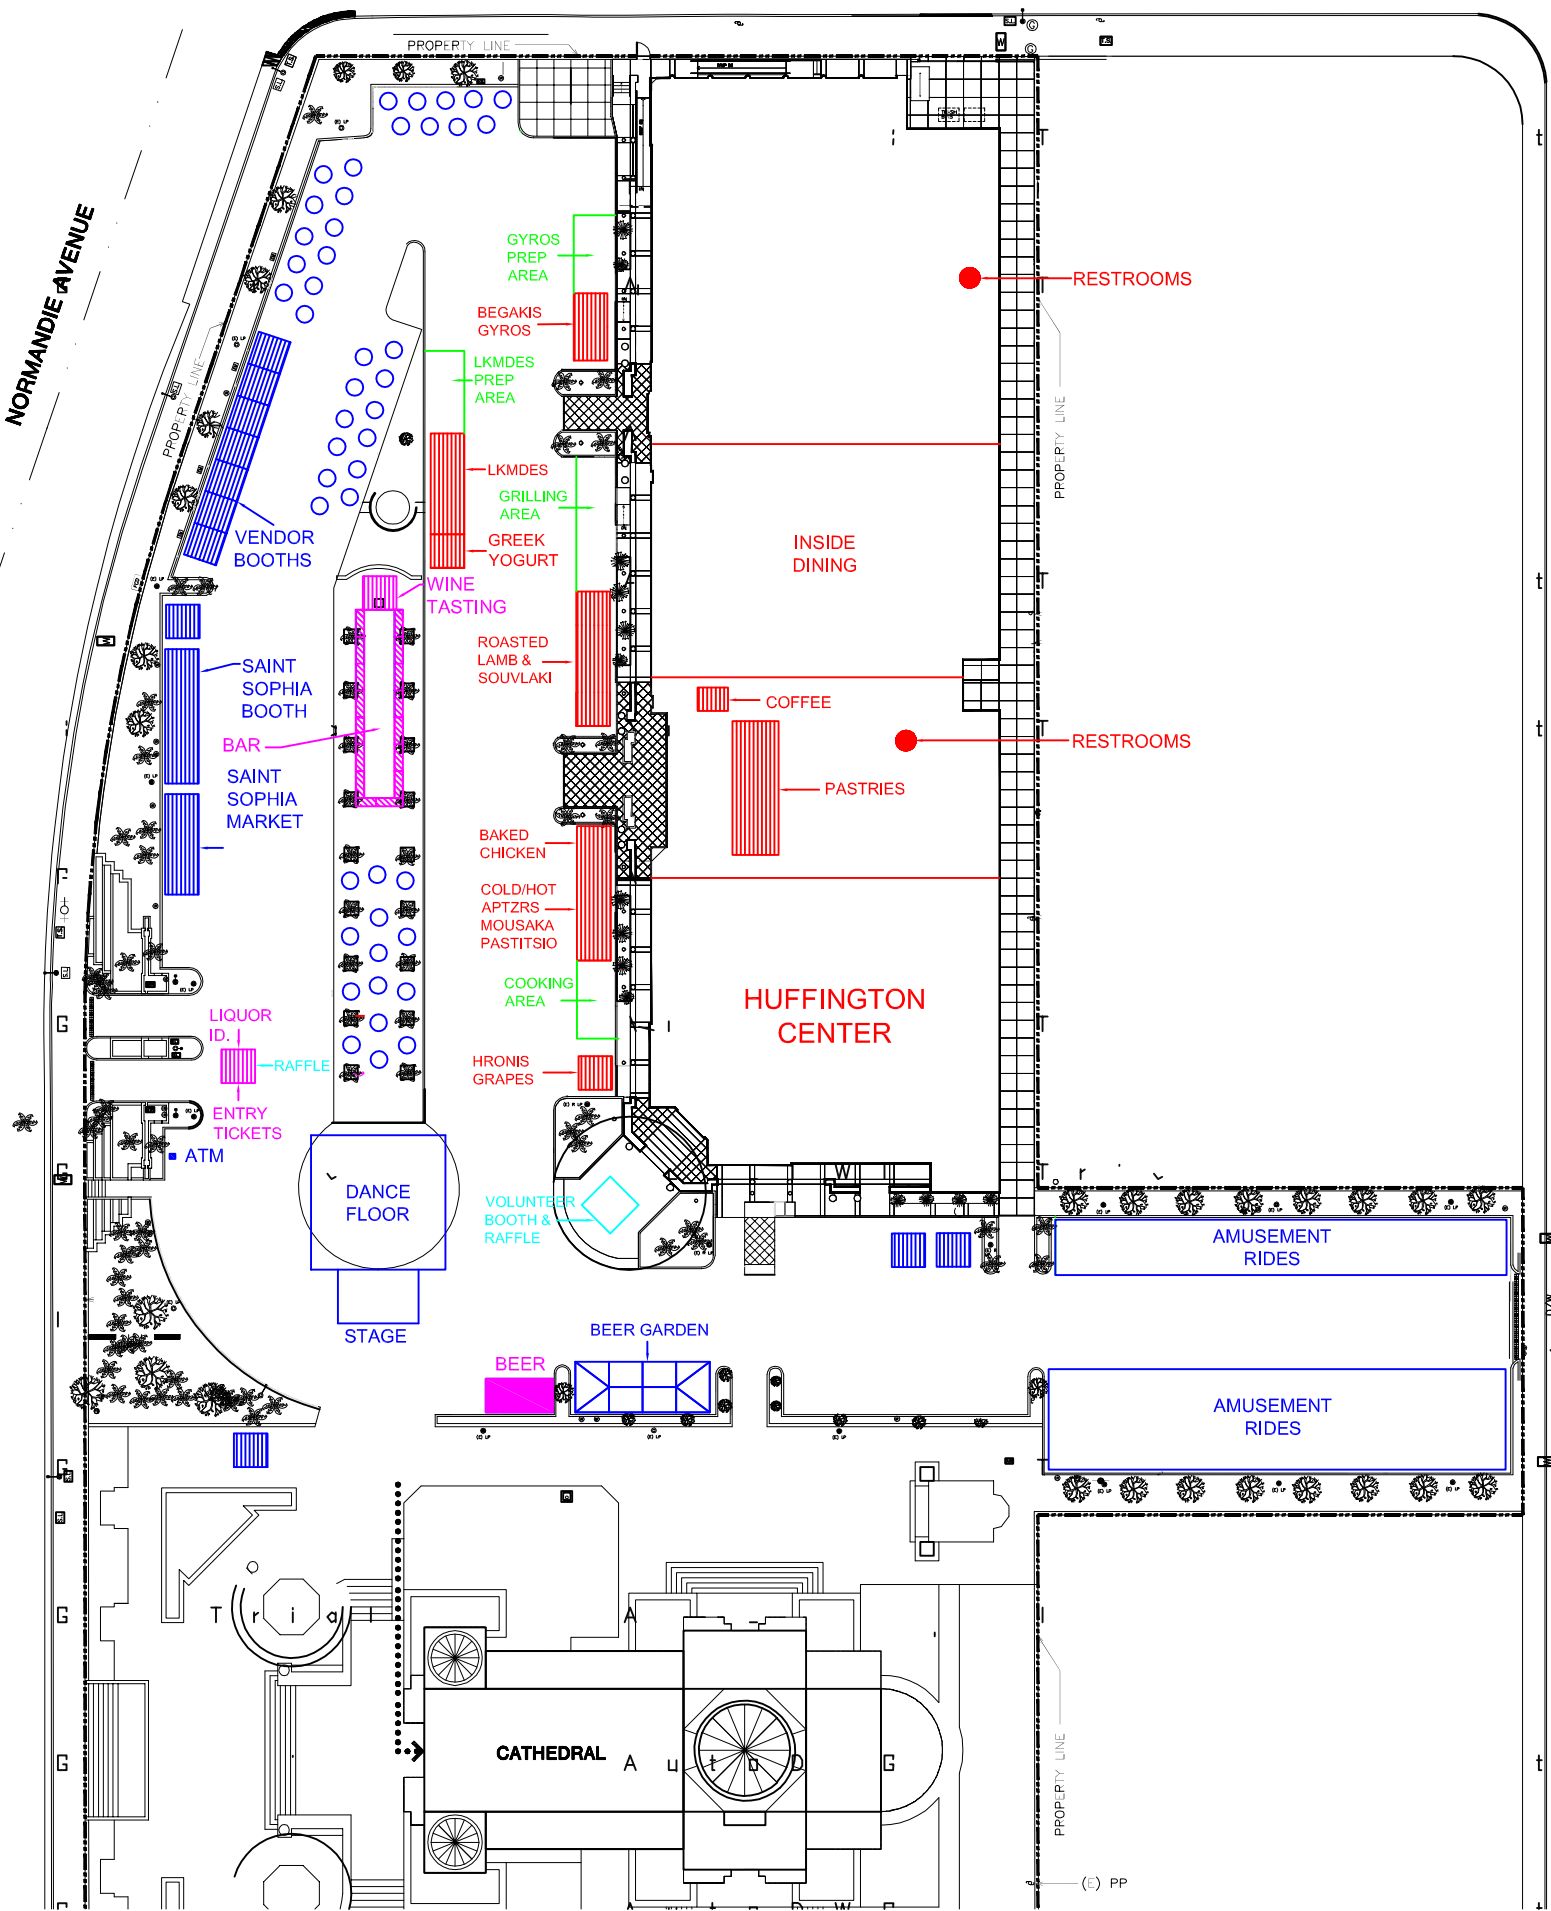 PROPERTY LINE
NORMANDIE AVENUE
PROPERTY LINE
GYROS
PREP
AREA
BEGAKIS
GYROS
LKMDES
PREP
AREA
LKMDES
GRILLING
AREA
GREEK
YOGURT
VENDOR
BOOTHS
WINE
TASTING
ROASTED
LAMB &
SOUVLAKI
SAINT
SOPHIA
BOOTH
BAR
SAINT
SOPHIA
MARKET
RESTROOMS
PROPERTY LINE
INSIDE
DINING
COFFEE
RESTROOMS
PASTRIES
BAKED
CHICKEN
COLD/HOT
APTZRS
MOUSAKA
PASTITSIO
COOKING
AREA
HUFFINGTON
CENTER
LIQUOR
ID.
RAFFLE
ENTRY
TICKETS
HRONIS
GRAPES
ATM
DANCE
FLOOR
VOLUNTEER
BOOTH &
RAFFLE
STAGE
AMUSEMENT
RIDES
BEER GARDEN
BEER
AMUSEMENT
RIDES
T r i a l
CATHEDRAL
A u t o D
G
PROPERTY LINE
(E) PP